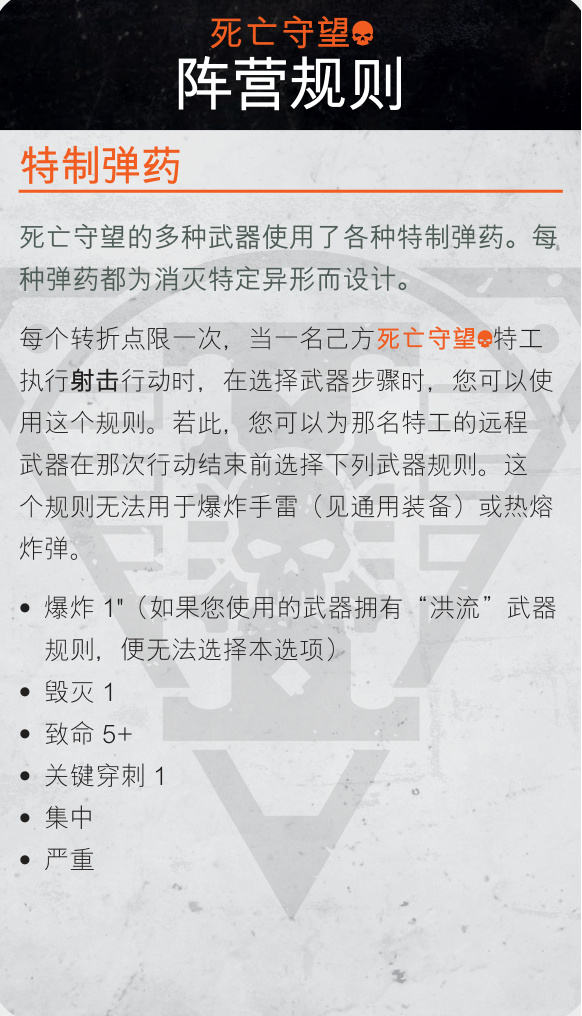 死亡守望
阵营规则
特制弹药
死亡守望的多种武器使用了各种特制弹药。每
种弹药都为消灭特定异形而设计。
每个转折点限一次，当一名己方死亡守望特工
执行射击行动时，在选择武器步骤时，您可以使
用这个规则。若此，您可以为那名特工的远程
武器在那次行动结束前选择下列武器规则。这
个规则无法用于爆炸手雷（见通用装备）或热熔
炸弹。
• 爆炸 1"（如果您使用的武器拥有“洪流”武器
规则，便无法选择本选项）
• 毁灭 1
• 致命 5+
• 关键穿刺 1
• 集中
• 严重